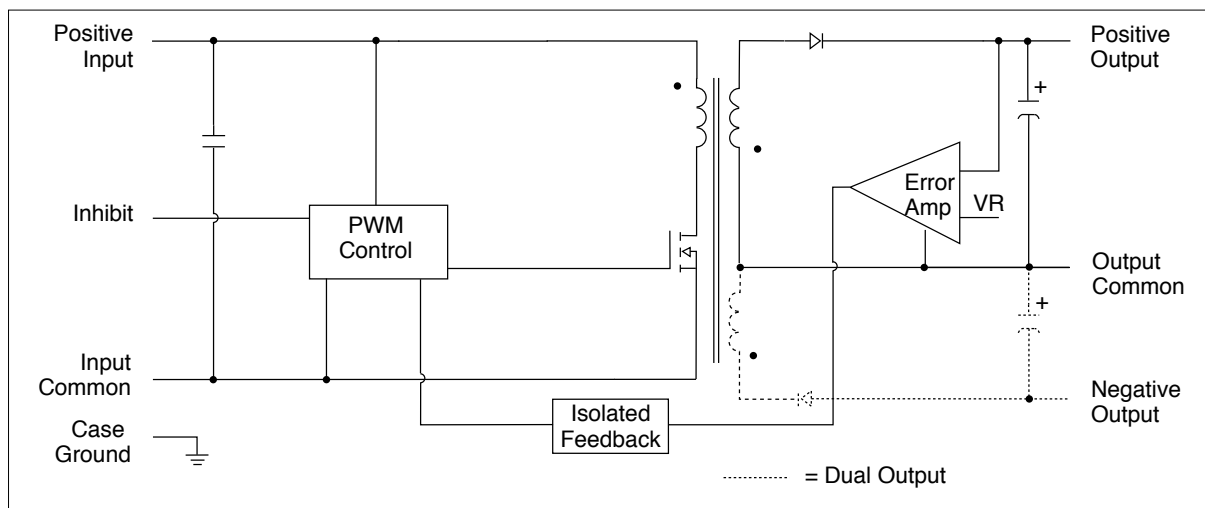 Positive
Input
Inhibit
PWM
Control
Input
Common
Case
Ground
Isolated
Feedback
Error
Amp
VR
+
Positive
Output
Output
Common
+
Negative
Output
= Dual Output